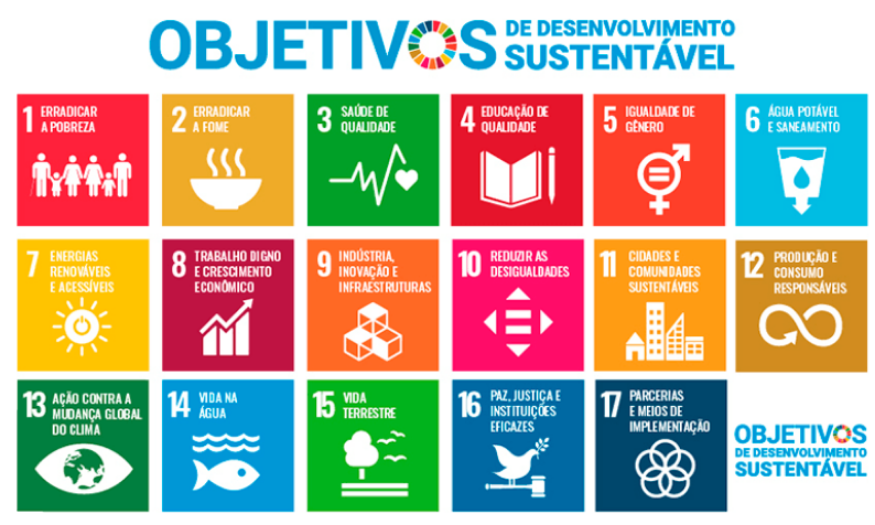 OBJETIVOS DE DESENVOLVIMENTO
SUSTENTÁVEL
1 ERRADICAR
A POBREZA
2 ERRADICAR
A FOME
3 SAÚDE DE
QUALIDADE
4 EDUCAÇÃO DE
QUALIDADE
5 IGUALDADE DE
GÊNERO
6 ÁGUA POTÁVEL
E SANEAMENTO
7 ENERGIAS
RENOVÁVEIS
E ACESSÍVEIS
8 TRABALHO DIGNO
E CRESCIMENTO
ECONÔMICO
9 INDÚSTRIA,
INOVAÇÃO E
INFRAESTRUTURAS
10 REDUZIR AS
DESIGUALDADES
11 CIDADES E
COMUNIDADES
SUSTENTÁVEIS
12 PRODUÇÃO E
CONSUMO
RESPONSÁVEIS
13 AÇÃO CONTRA A
MUDANÇA GLOBAL
DO CLIMA
14 VIDA NA
ÁGUA
15 VIDA
TERRESTRE
16 PAZ, JUSTIÇA E
INSTITUIÇÕES
EFICAZES
17 PARCERIAS
E MEIOS DE
IMPLEMENTAÇÃO
OBJETIVOS
DE DESENVOLVIMENTO
SUSTENTÁVEL